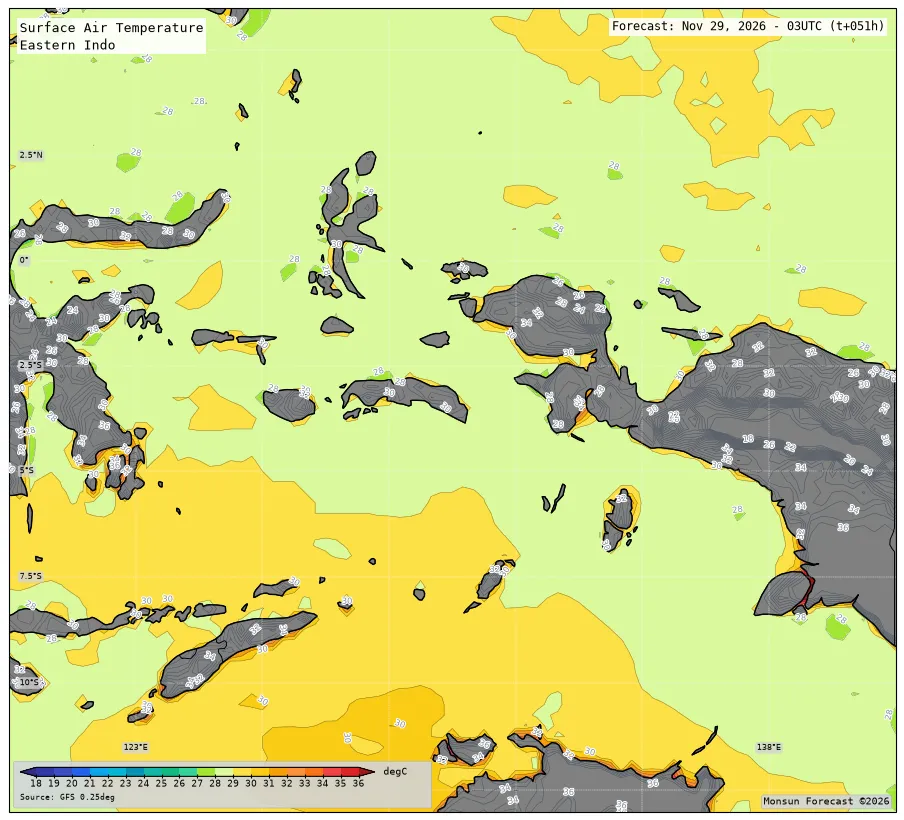 Surface Air Temperature
Eastern Indo
Forecast: Nov 29, 2026 - 03UTC (t+051h)
2.5°N
0°
2.5°S
5°S
7.5°S
10°S
123°E
138°E
degC
18 19 20 21 22 23 24 25 26 27 28 29 30 31 32 33 34 35 36
Source: GFS 0.25deg
Monsun Forecast ©2026